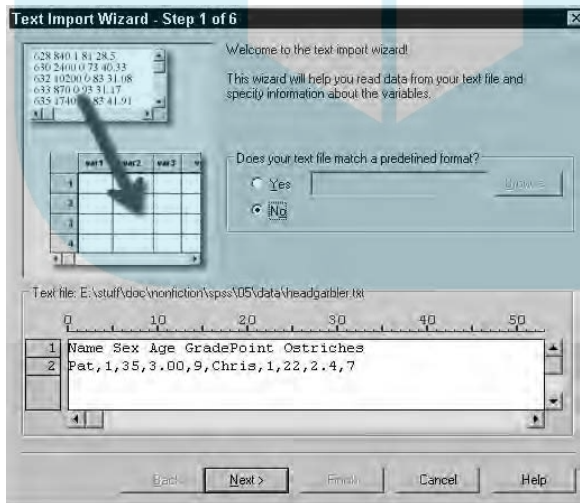 Text Import Wizard - Step 1 of 6
628 840 1 81 28.5
630 2400 0 73 40.33
632 10200 0 83 31.08
633 870 0 93 31.17
635 1740 83 41.91
Welcome to the text import wizard!
This wizard will help you read data from your text file and
specify information about the variables.
var1 var2 var3 v
1
2
3
4
Does your text file match a predefined format?
Yes
Browse...
No
Text file: E:\stuff\doc\nonfiction\spss\05\data\headgarbler.txt
0 10 20 30 40 50
1 Name Sex Age GradePoint Ostriches
2 Pat,1,35,3.00,9,Chris,1,22,2.4,7
< Back Next > Finish Cancel Help